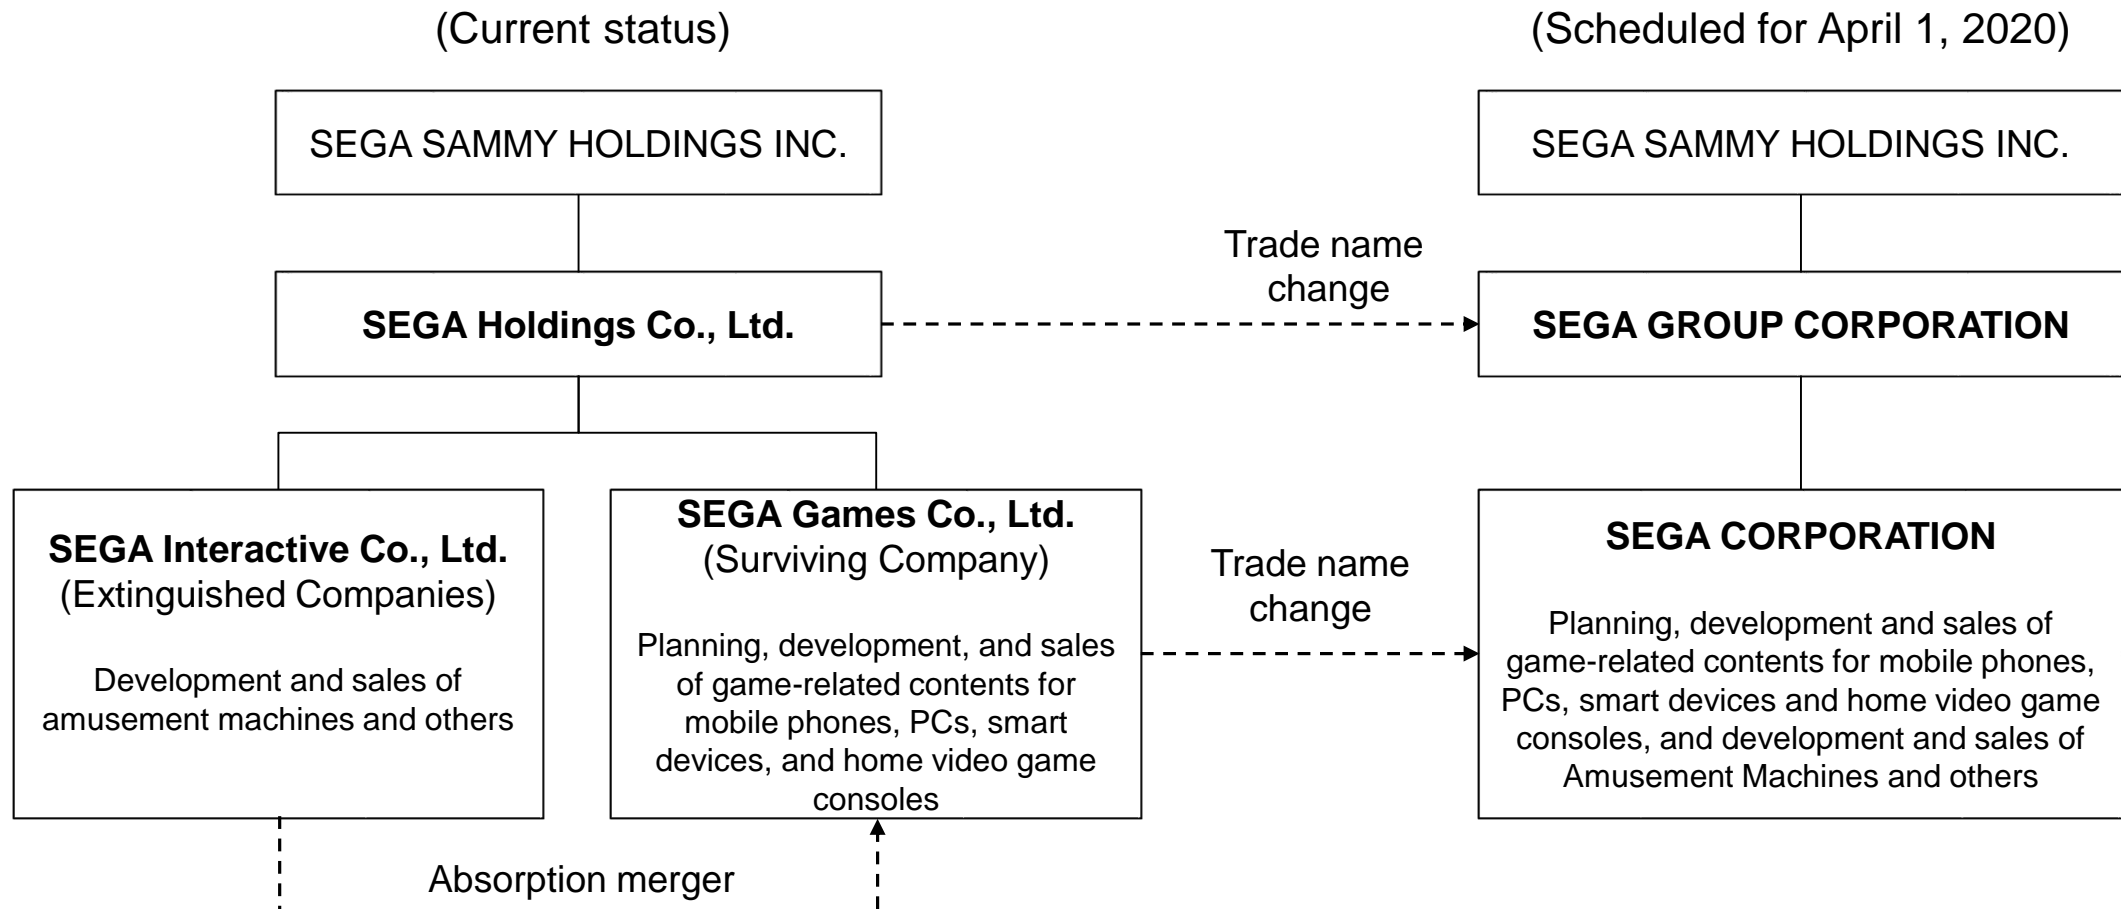 (Current status)
(Scheduled for April 1, 2020)
SEGA SAMMY HOLDINGS INC.
SEGA SAMMY HOLDINGS INC.
Trade name
change
SEGA Holdings Co., Ltd.
SEGA GROUP CORPORATION
SEGA Interactive Co., Ltd.
(Extinguished Companies)
Development and sales of
amusement machines and others
SEGA Games Co., Ltd.
(Surviving Company)
Planning, development, and sales
of game-related contents for
mobile phones, PCs, smart
devices, and home video game
consoles
Trade name
change
SEGA CORPORATION
Planning, development and sales of
game-related contents for mobile phones,
PCs, smart devices and home video game
consoles, and development and sales of
Amusement Machines and others
Absorption merger